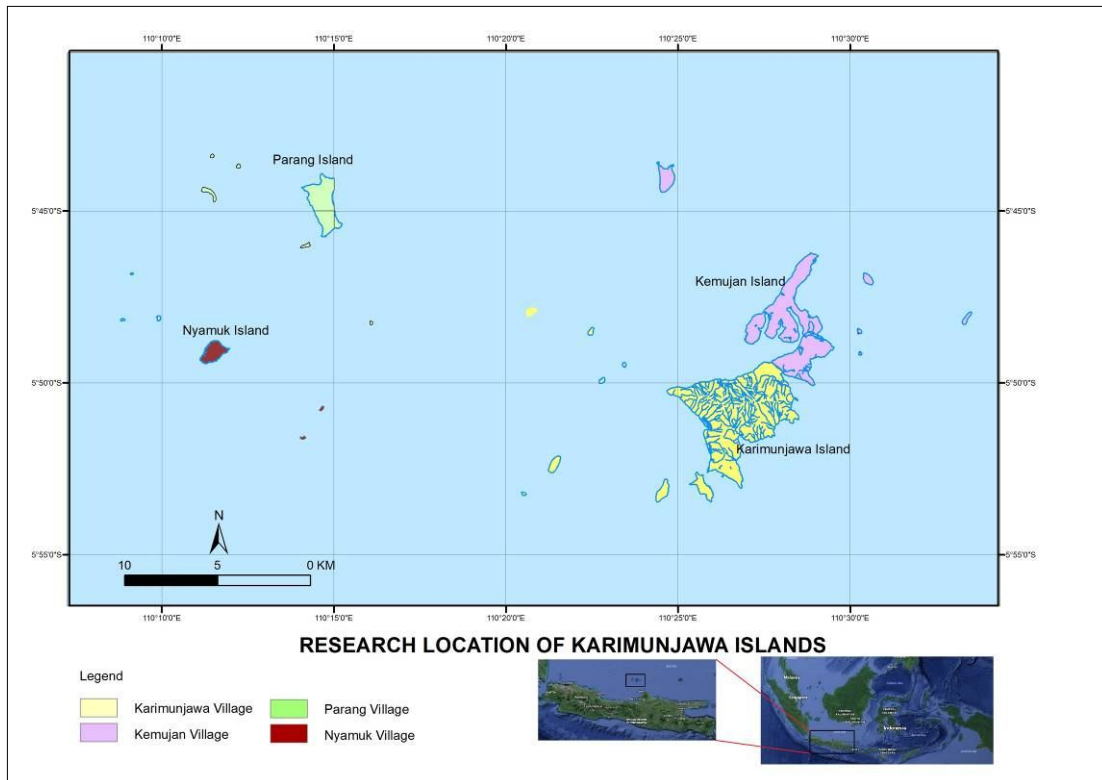 110°10'0"E 110°15'0"E 110°20'0"E 110°25'0"E 110°30'0"E
Parang Island
5°45'0"S 5°45'0"S
Kemujan Island
Nyamuk Island
5°50'0"S 5°50'0"S
Karimunjawa Island
N
5°55'0"S 5°55'0"S
10 5 0 KM
110°10'0"E 110°15'0"E 110°20'0"E 110°25'0"E 110°30'0"E
RESEARCH LOCATION OF KARIMUNJAWA ISLANDS
Legend
Karimunjawa Village Parang Village
Kemujan Village Nyamuk Village
Indonesia